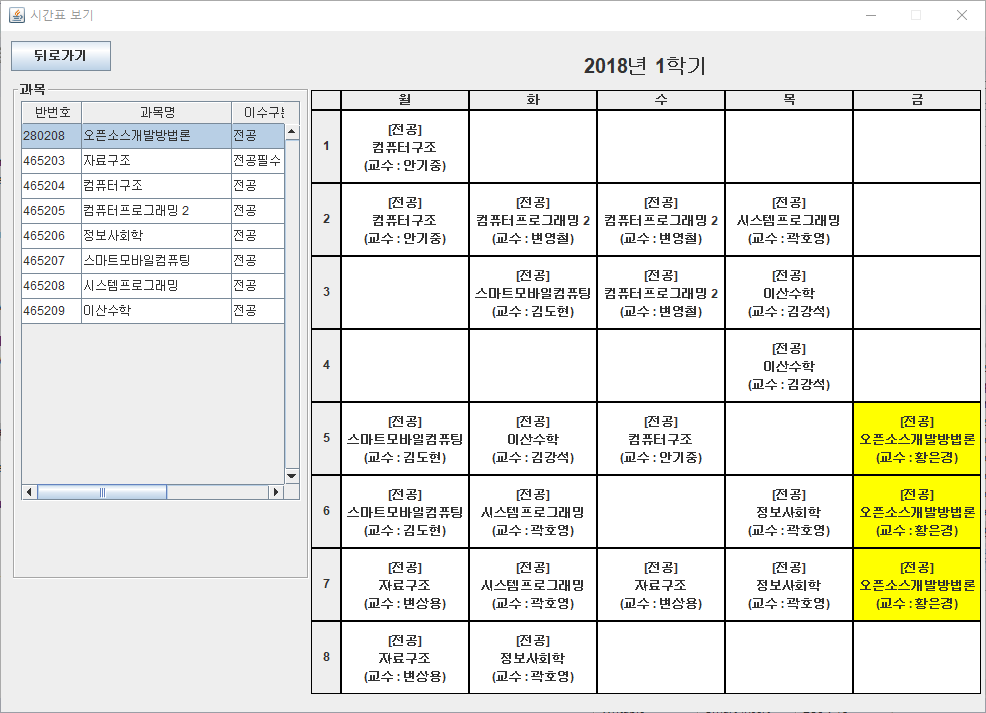 시간표 보기
뒤로가기
2018년 1학기
과목
반번호 과목명 이수구분
280208 오픈소스개발방법론 전공
465203 자료구조 전공필수
465204 컴퓨터구조 전공
465205 컴퓨터프로그래밍 2 전공
465206 정보사회학 전공
465207 스마트모바일컴퓨팅 전공
465208 시스템프로그래밍 전공
465209 이산수학 전공
월 화 수 목 금
1
[전공]
컴퓨터구조
(교수 : 안기중)
2
[전공]
컴퓨터구조
(교수 : 안기중)
[전공]
컴퓨터프로그래밍 2
(교수 : 변영철)
[전공]
컴퓨터프로그래밍 2
(교수 : 변영철)
[전공]
시스템프로그래밍
(교수 : 곽호영)
3
[전공]
스마트모바일컴퓨팅
(교수 : 김도현)
[전공]
컴퓨터프로그래밍 2
(교수 : 변영철)
[전공]
이산수학
(교수 : 김강석)
4
[전공]
이산수학
(교수 : 김강석)
5
[전공]
스마트모바일컴퓨팅
(교수 : 김도현)
[전공]
이산수학
(교수 : 김강석)
[전공]
컴퓨터구조
(교수 : 안기중)
[전공]
오픈소스개발방법론
(교수 : 황은경)
6
[전공]
스마트모바일컴퓨팅
(교수 : 김도현)
[전공]
시스템프로그래밍
(교수 : 곽호영)
[전공]
정보사회학
(교수 : 곽호영)
[전공]
오픈소스개발방법론
(교수 : 황은경)
7
[전공]
자료구조
(교수 : 변상용)
[전공]
시스템프로그래밍
(교수 : 곽호영)
[전공]
자료구조
(교수 : 변상용)
[전공]
정보사회학
(교수 : 곽호영)
[전공]
오픈소스개발방법론
(교수 : 황은경)
8
[전공]
자료구조
(교수 : 변상용)
[전공]
정보사회학
(교수 : 곽호영)